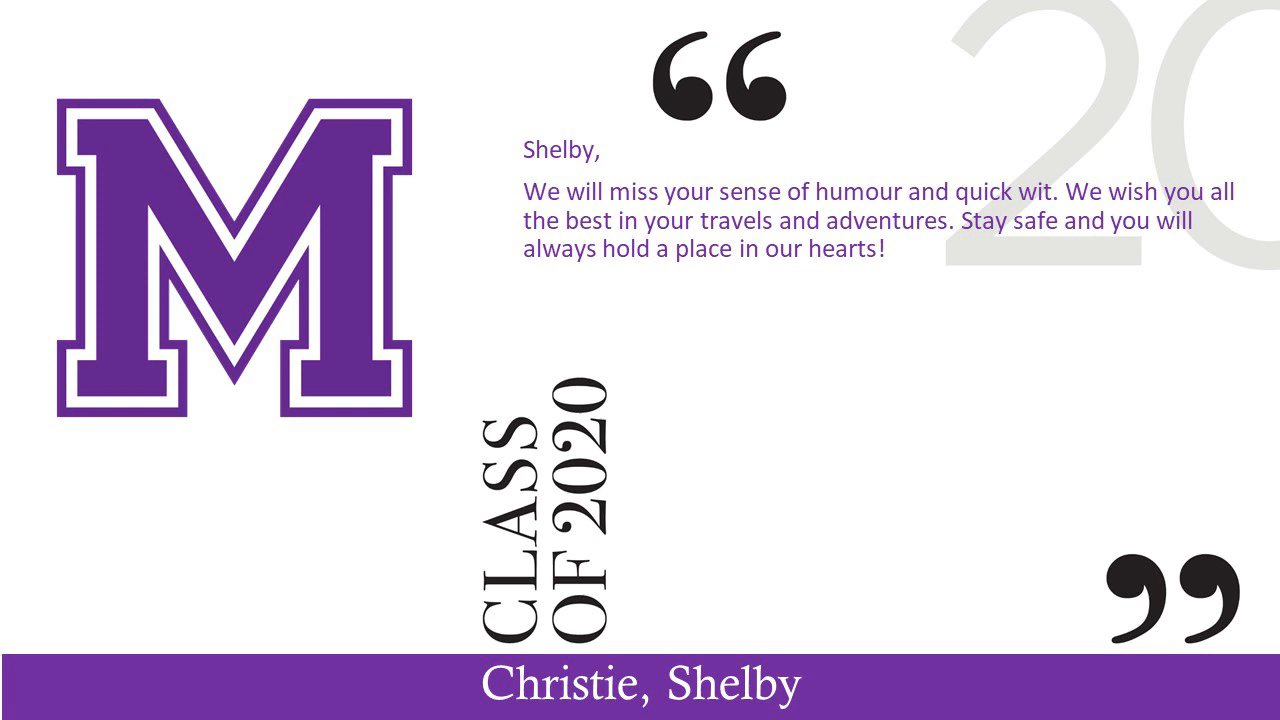 20
M
“
Shelby,
We will miss your sense of humour and quick wit. We wish you all
the best in your travels and adventures. Stay safe and you will
always hold a place in our hearts!
CLASS
OF 2020
”
Christie, Shelby